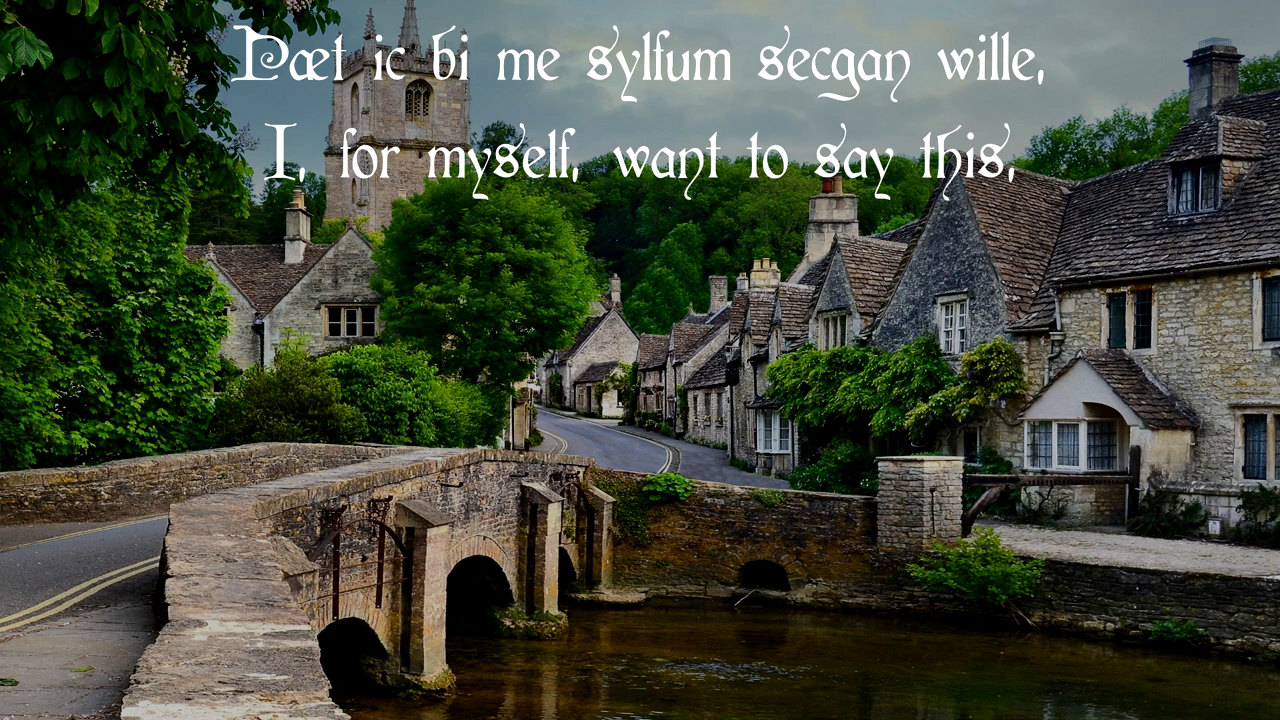 Þæt ic bi me sylfum secgan wille,
I, for myself, want to say this,